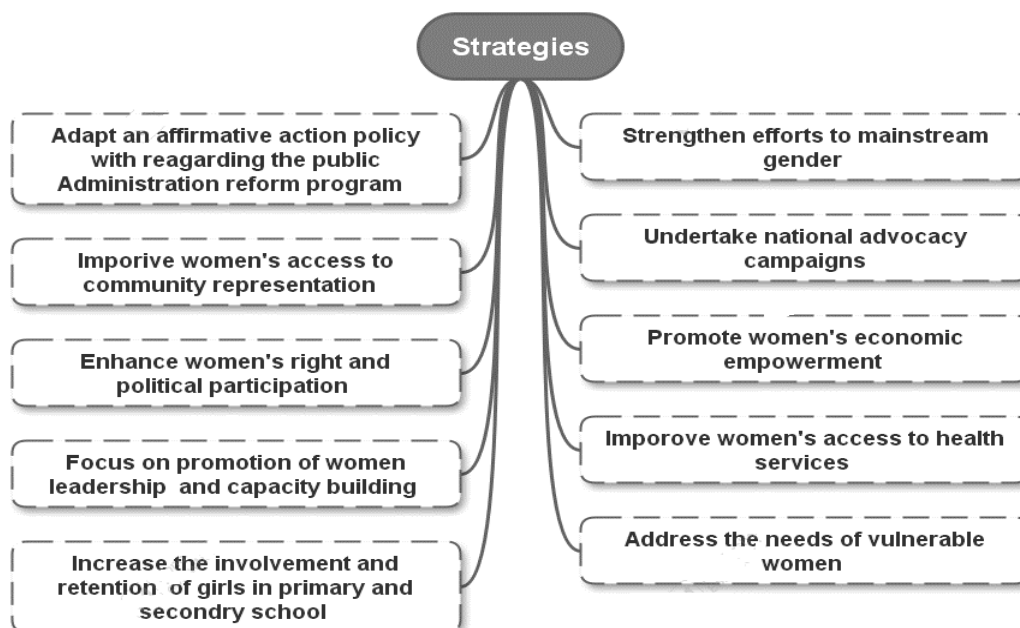 Strategies
Adapt an affirmative action policy
with reagarding the public
Administration reform program
Imporive women's access to
community representation
Enhance women's right and
political participation
Focus on promotion of women
leadership and capacity building
Increase the involvement and
retention of girls in primary and
secondry school
Strengthen efforts to mainstream
gender
Undertake national advocacy
campaigns
Promote women's economic
empowerment
Imporove women's access to health
services
Address the needs of vulnerable
women